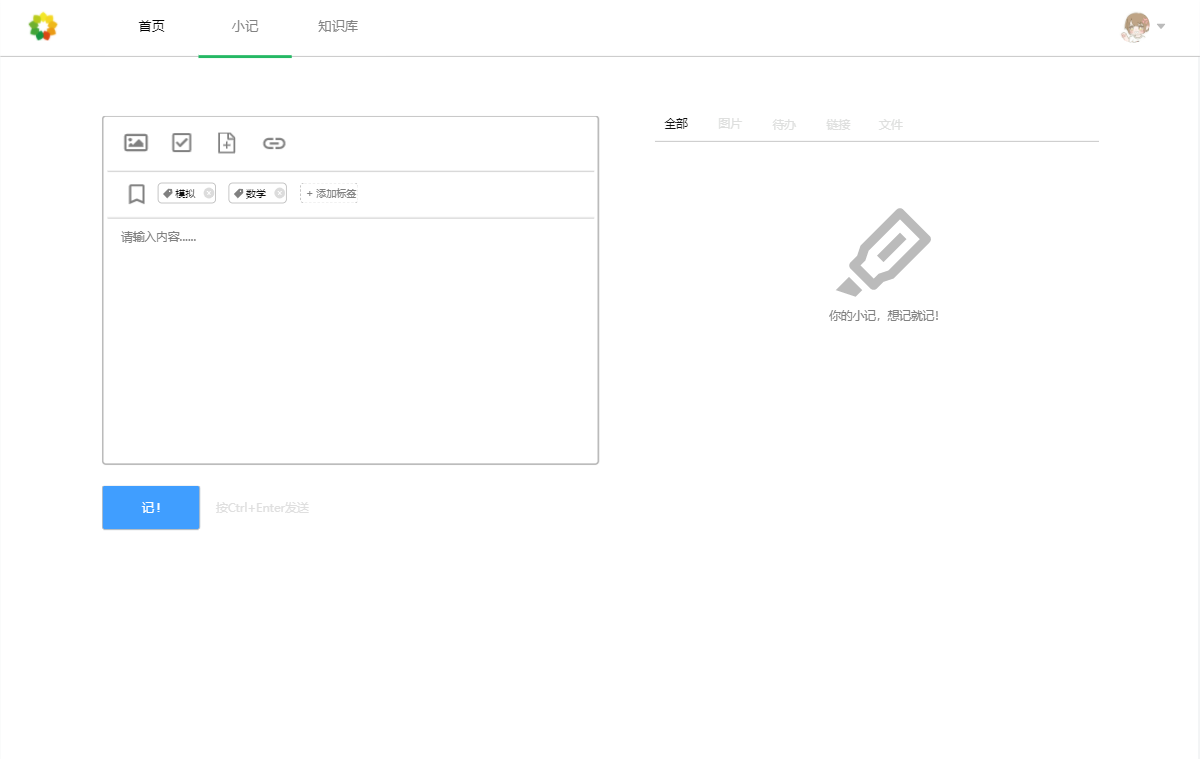 首页 小记 知识库
模拟 数学 + 添加标签
请输入内容......
记!
按Ctrl+Enter发送
全部 图片 待办 链接 文件
你的小记，想记就记!